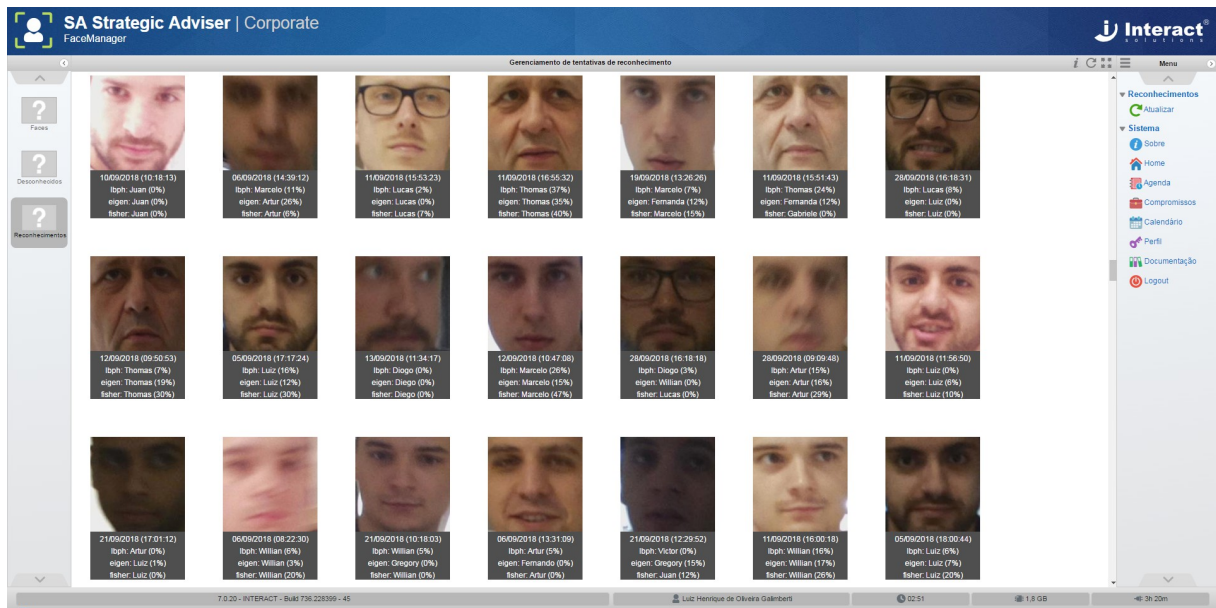 SA Strategic Adviser | Corporate
FaceManager
Interact®
solutions
Gerenciamento de tentativas de reconhecimento
Menu
Faces
Desconhecidos
Reconhecimentos
10/09/2018 (10:18:13)
lbph: Juan (0%)
eigen: Juan (0%)
fisher: Juan (0%)
06/09/2018 (14:39:12)
lbph: Marcelo (11%)
eigen: Artur (26%)
fisher: Artur (6%)
11/09/2018 (15:53:23)
lbph: Lucas (2%)
eigen: Lucas (0%)
fisher: Lucas (7%)
11/09/2018 (16:55:32)
lbph: Thomas (37%)
eigen: Thomas (35%)
fisher: Thomas (40%)
19/09/2018 (13:26:26)
lbph: Marcelo (7%)
eigen: Fernanda (12%)
fisher: Marcelo (15%)
11/09/2018 (15:51:43)
lbph: Thomas (24%)
eigen: Fernanda (12%)
fisher: Gabriele (0%)
28/09/2018 (16:18:31)
lbph: Lucas (8%)
eigen: Luiz (0%)
fisher: Luiz (0%)
12/09/2018 (09:50:53)
lbph: Thomas (7%)
eigen: Thomas (19%)
fisher: Thomas (30%)
05/09/2018 (17:17:24)
lbph: Luiz (16%)
eigen: Luiz (12%)
fisher: Luiz (30%)
13/09/2018 (11:34:17)
lbph: Diogo (0%)
eigen: Diego (0%)
fisher: Diego (0%)
12/09/2018 (10:47:08)
lbph: Marcelo (26%)
eigen: Marcelo (15%)
fisher: Marcelo (47%)
28/09/2018 (16:18:18)
lbph: Diogo (3%)
eigen: Willian (0%)
fisher: Lucas (0%)
28/09/2018 (09:09:48)
lbph: Artur (15%)
eigen: Artur (16%)
fisher: Artur (29%)
11/09/2018 (11:56:50)
lbph: Luiz (0%)
eigen: Luiz (6%)
fisher: Luiz (10%)
21/09/2018 (17:01:12)
lbph: Artur (0%)
eigen: Luiz (1%)
fisher: Luiz (0%)
06/09/2018 (08:22:30)
lbph: Willian (6%)
eigen: Willian (3%)
fisher: Willian (20%)
21/09/2018 (10:18:03)
lbph: Willian (5%)
eigen: Gregory (0%)
fisher: Willian (0%)
06/09/2018 (13:31:09)
lbph: Artur (5%)
eigen: Fernando (0%)
fisher: Artur (0%)
21/09/2018 (12:29:52)
lbph: Victor (0%)
eigen: Gregory (15%)
fisher: Juan (12%)
11/09/2018 (16:00:18)
lbph: Willian (16%)
eigen: Willian (17%)
fisher: Willian (26%)
05/09/2018 (18:00:44)
lbph: Luiz (6%)
eigen: Luiz (7%)
fisher: Luiz (20%)
Reconhecimentos
Atualizar
Sistema
Sobre
Home
Agenda
Compromissos
Calendário
Perfil
Documentação
Logout
7.0.20 - INTERACT - Build 736.228399 - 45
Luiz Henrique de Oliveira Galimberti
02:51
1,8 GB
3h 20m